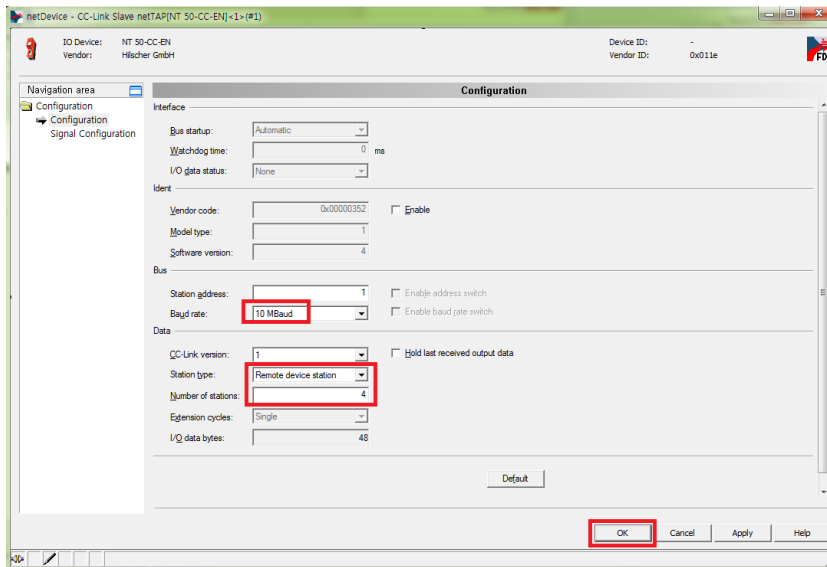 netDevice - CC-Link Slave netTAP[NT 50-CC-EN]<1>(#1)
IO Device: NT 50-CC-EN Device ID: -
Vendor: Hilscher GmbH Vendor ID: 0x011e
FD
Navigation area
Configuration
Configuration
Signal Configuration
Configuration
Interface
Bus startup: Automatic
Watchdog time: 0 ms
I/O data status: None
Ident
Vendor code: 0x00000352 Enable
Model type: 1
Software version: 4
Bus
Station address: 1 Enable address switch
Baud rate: 10 MBaud Enable baud rate switch
Data
CC-Link version: 1 Hold last received output data
Station type: Remote device station
Number of stations: 4
Extension cycles: Single
I/O data bytes: 48
Default
OK Cancel Apply Help